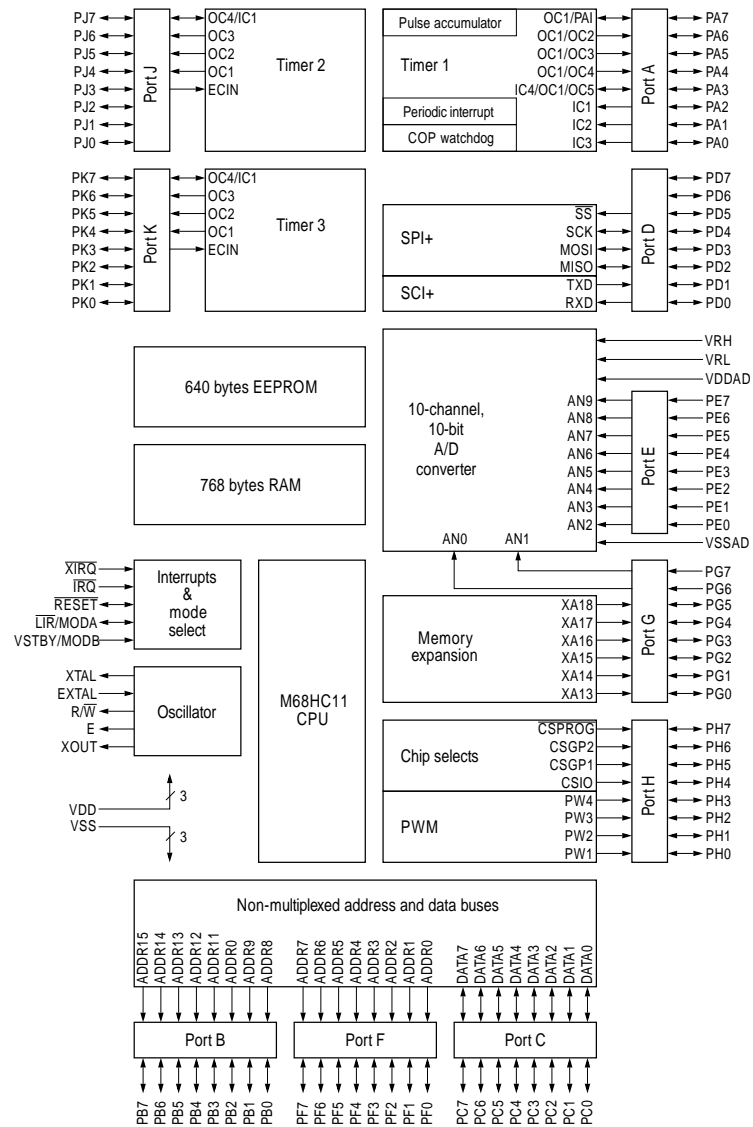 PJ7 OC4/IC1
PJ6 OC3
PJ5 OC2
PJ4 OC1
PJ3 ECIN
PJ2
PJ1
PJ0
Port J
Timer 2
Pulse accumulator
Timer 1
Periodic interrupt
COP watchdog
OC1/PAI PA7
OC1/OC2 PA6
OC1/OC3 PA5
OC1/OC4 PA4
IC4/OC1/OC5 PA3
IC1 PA2
IC2 PA1
IC3 PA0
Port A
PK7 OC4/IC1
PK6 OC3
PK5 OC2
PK4 OC1
PK3 ECIN
PK2
PK1
PK0
Port K
Timer 3
SPI+
SCI+
PD7
PD6
SS PD5
SCK PD4
MOSI PD3
MISO PD2
TXD PD1
RXD PD0
Port D
640 bytes EEPROM
768 bytes RAM
10-channel,
10-bit
A/D
converter
VRH
VRL
VDDAD
AN9 PE7
AN8 PE6
AN7 PE5
AN6 PE4
AN5 PE3
AN4 PE2
AN3 PE1
AN2 PE0
Port E
VSSAD
AN0 AN1
XIRQ
IRQ
RESET
LIR/MODA
VSTBY/MODB
Interrupts
&
mode
select
XTAL
EXTAL
R/W
E
XOUT
Oscillator
VDD 3
VSS 3
M68HC11
CPU
Memory
expansion
PG7
PG6
XA18 PG5
XA17 PG4
XA16 PG3
XA15 PG2
XA14 PG1
XA13 PG0
Port G
Chip selects
PWM
CSPROG PH7
CSGP2 PH6
CSGP1 PH5
CSIO PH4
PW4 PH3
PW3 PH2
PW2 PH1
PW1 PH0
Port H
Non-multiplexed address and data buses
ADDR15 ADDR14 ADDR13 ADDR12 ADDR11 ADDR0 ADDR9 ADDR8
ADDR7 ADDR6 ADDR5 ADDR4 ADDR3 ADDR2 ADDR1 ADDR0
DATA7 DATA6 DATA5 DATA4 DATA3 DATA2 DATA1 DATA0
Port B Port F Port C
PB7 PB6 PB5 PB4 PB3 PB2 PB1 PB0
PF7 PF6 PF5 PF4 PF3 PF2 PF1 PF0
PC7 PC6 PC5 PC4 PC3 PC2 PC1 PC0